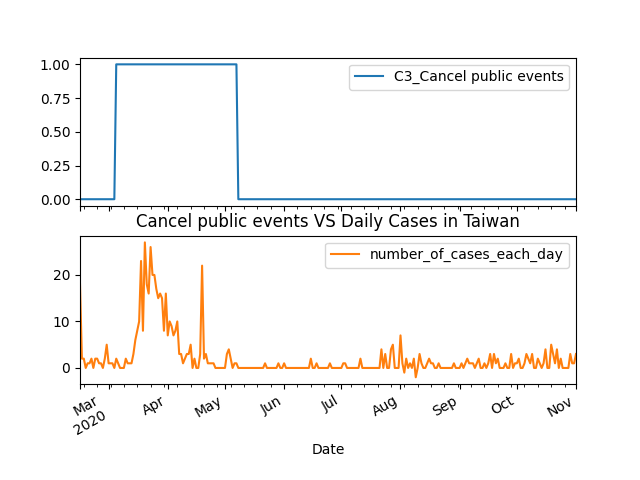 1.00
C3_Cancel public events
0.75
0.50
0.25
0.00
Cancel public events VS Daily Cases in Taiwan
number_of_cases_each_day
20
10
0
Mar
2020
Apr
May
Jun
Jul
Aug
Sep
Oct
Nov
Date